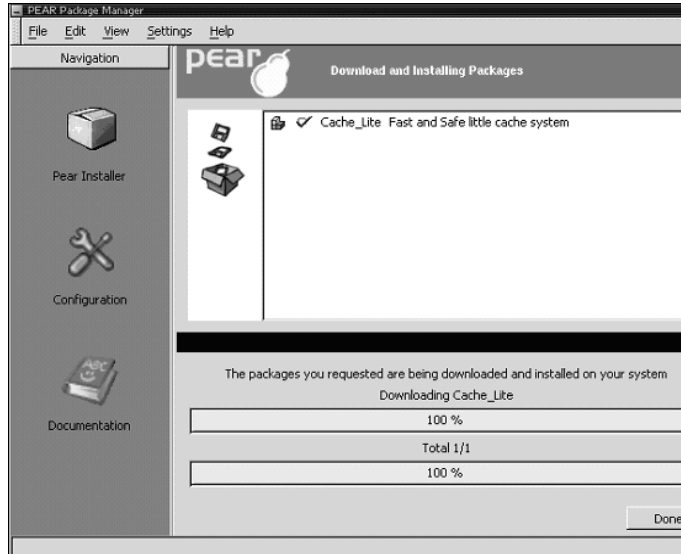 PEAR Package Manager
File Edit View Settings Help
Navigation
pear
Download and Installing Packages
Cache_Lite Fast and Safe little cache system
Pear Installer
Configuration
ABC
Documentation
The packages you requested are being downloaded and installed on your system
Downloading Cache_Lite
100 %
Total 1/1
100 %
Done